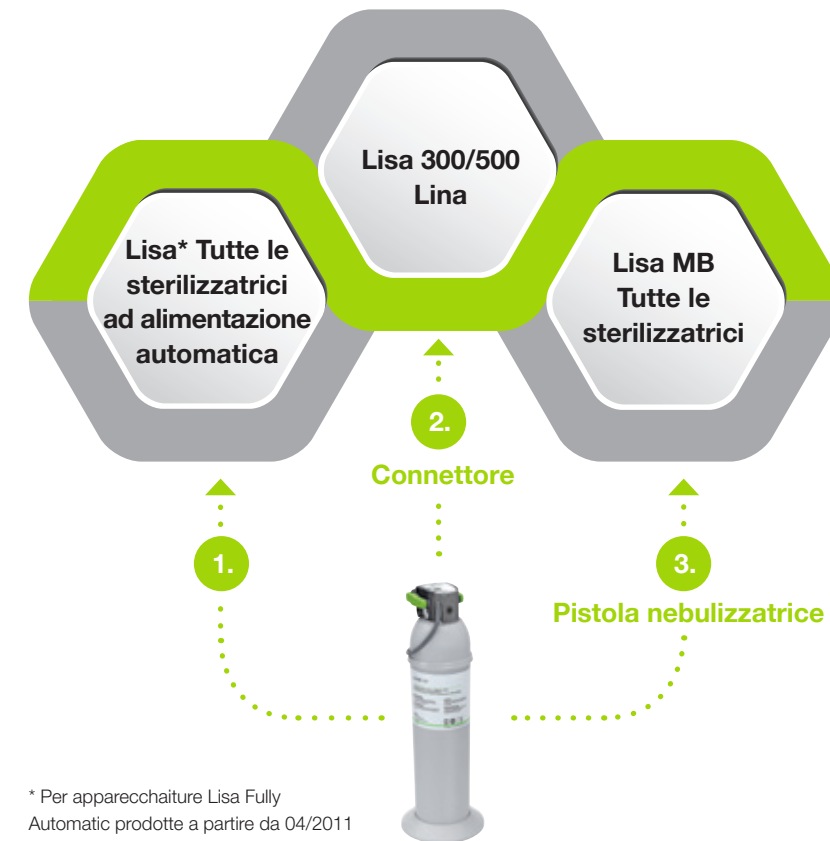 Lisa 300/500
Lina
Lisa* Tutte le
sterilizzatrici
ad alimentazione
automatica
Lisa MB
Tutte le
sterilizzatrici
2.
Connettore
1.
3.
Pistola nebulizzatrice
* Per apparecchaiture Lisa Fully
Automatic prodotte a partire da 04/2011